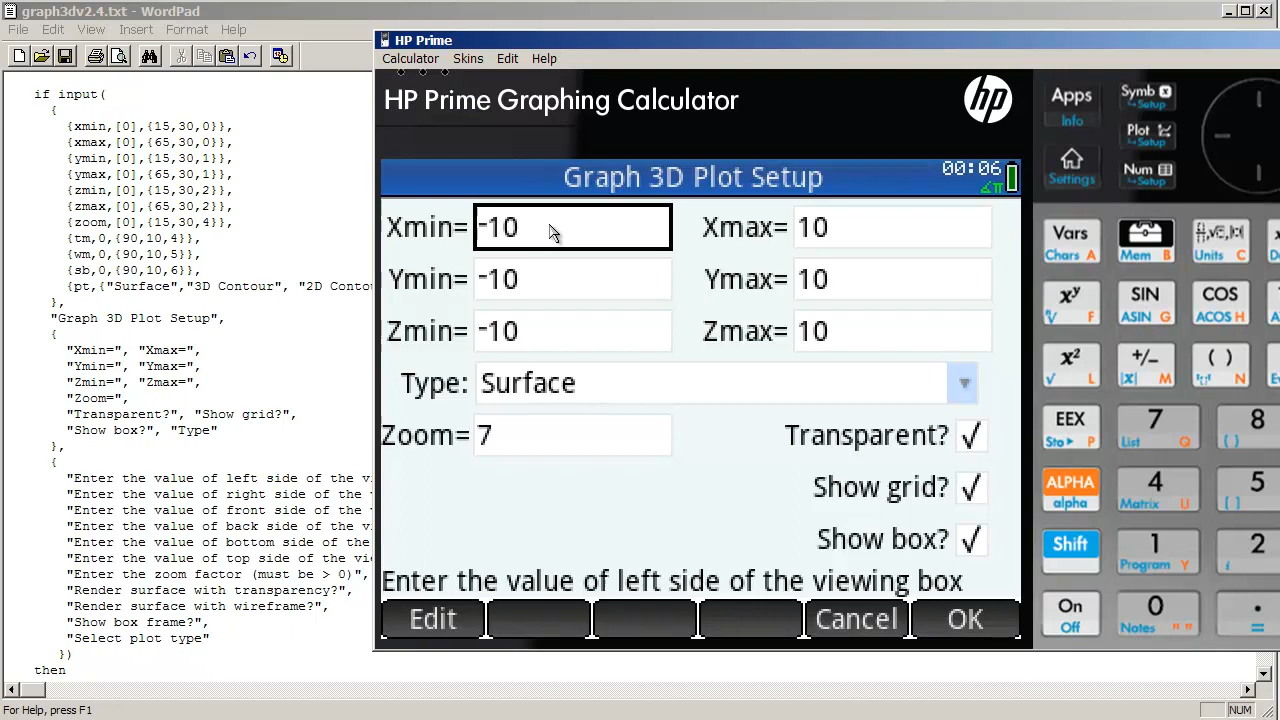 graph3dv2.4.txt - WordPad
File Edit View Insert Format Help
if input(
{
{xmin,[0],{15,30,0}},
{xmax,[0],{65,30,0}},
{ymin,[0],{15,30,1}},
{ymax,[0],{65,30,1}},
{zmin,[0],{15,30,2}},
{zmax,[0],{65,30,2}},
{zoom,[0],{15,30,4}},
{tm,0,{90,10,4}},
{wm,0,{90,10,5}},
{sb,0,{90,10,6}},
{pt,{"Surface","3D Contour", "2D Conto
},
"Graph 3D Plot Setup",
{
"Xmin=", "Xmax=",
"Ymin=", "Ymax=",
"Zmin=", "Zmax=",
"Zoom=",
"Transparent?", "Show grid?",
"Show box?", "Type"
},
{
"Enter the value of left side of the vi
"Enter the value of right side of the
"Enter the value of front side of the
"Enter the value of back side of the vi
"Enter the value of bottom side of the
"Enter the value of top side of the vie
"Enter the zoom factor (must be > 0)",
"Render surface with transparency?",
"Render surface with wireframe?",
"Show box frame?",
"Select plot type"
})
then
For Help, press F1
NUM
HP Prime
Calculator Skins Edit Help
HP Prime Graphing Calculator
hp
Graph 3D Plot Setup 00:06
∡π
Xmin= -10 Xmax= 10
Ymin= -10 Ymax= 10
Zmin= -10 Zmax= 10
Type: Surface
Zoom= 7 Transparent? √
Show grid? √
Show box? √
Enter the value of left side of the viewing box
Edit Cancel OK
Apps
Info
Symb
Setup
Plot
Setup
Settings
Num
Setup
Vars
Chars A
Mem B
Units C
xʸ
F
SIN
ASIN G
COS
ACOS H
x²
√ L
+/−
|x| M
( )
N
EEX
Sto▸ P
7
List Q
8
{ }
ALPHA
alpha
4
Matrix U
5
[ ]
Shift
1
Program Y
2
i
On
Off
0
Notes " "
.
=